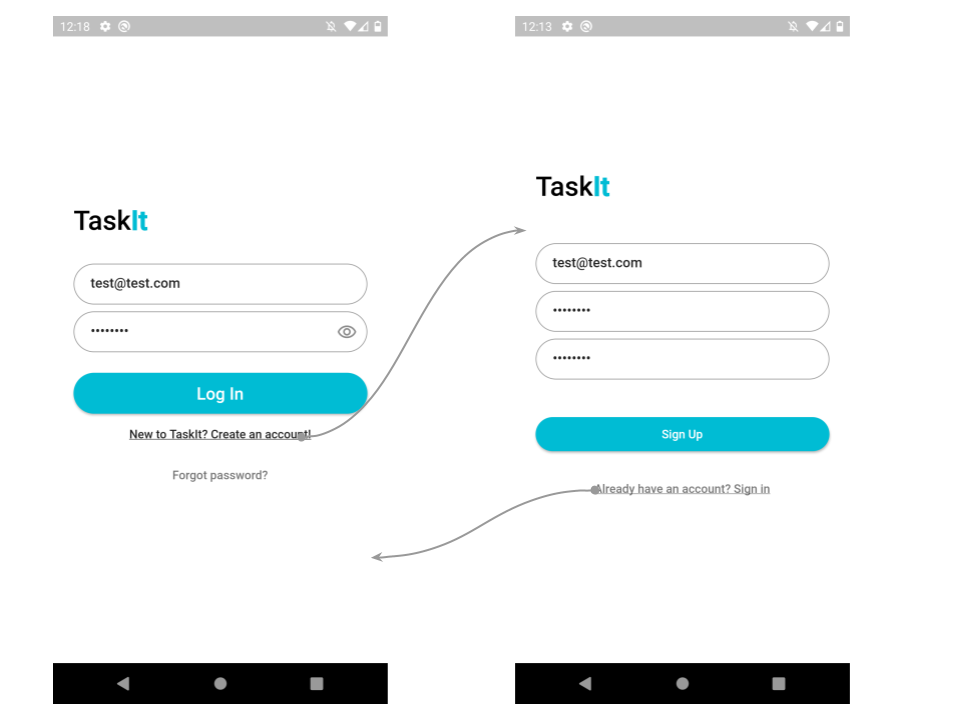 12:18
TaskIt
test@test.com
••••••••
Log In
New to TaskIt? Create an account!
Forgot password?
12:13
TaskIt
test@test.com
••••••••
••••••••
Sign Up
Already have an account? Sign in